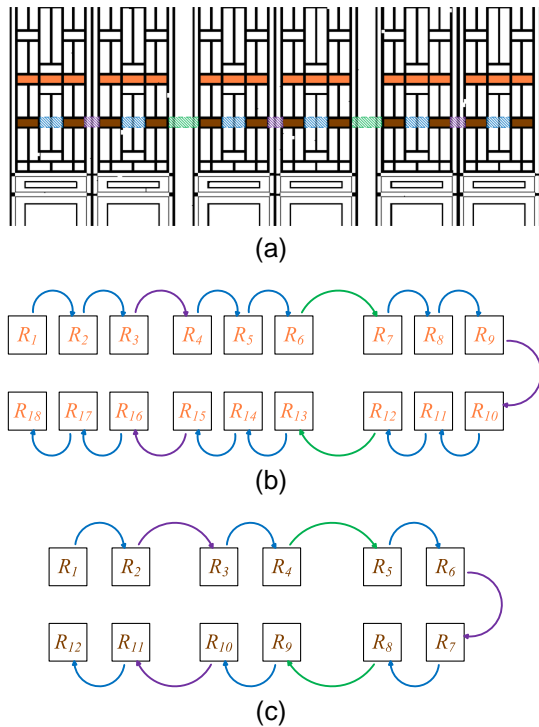 (a)
R1 R2 R3 R4 R5 R6 R7 R8 R9
R18 R17 R16 R15 R14 R13 R12 R11 R10
(b)
R1 R2 R3 R4 R5 R6
R12 R11 R10 R9 R8 R7
(c)